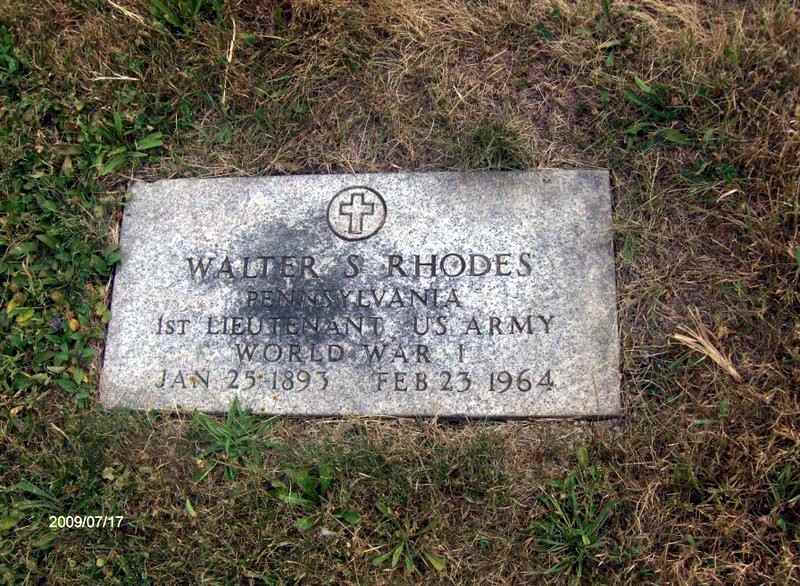 WALTER S RHODES
PENNSYLVANIA
1ST LIEUTENANT US ARMY
WORLD WAR I
JAN 25 1893 FEB 23 1964
2009/07/17